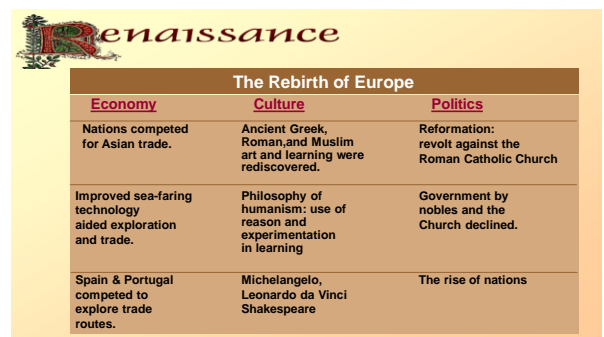 Renaissance
The Rebirth of Europe
Economy Culture Politics
Nations competed
for Asian trade.
Ancient Greek,
Roman,and Muslim
art and learning were
rediscovered.
Reformation:
revolt against the
Roman Catholic Church
Improved sea-faring
technology
aided exploration
and trade.
Philosophy of
humanism: use of
reason and
experimentation
in learning
Government by
nobles and the
Church declined.
Spain & Portugal
competed to
explore trade
routes.
Michelangelo,
Leonardo da Vinci
Shakespeare
The rise of nations